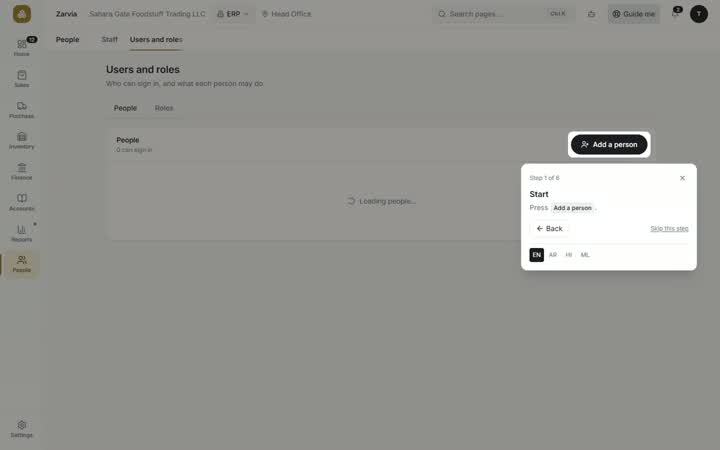 Zarvia
Sahara Gate Foodstuff Trading LLC
ERP
Head Office
Search pages...
Ctrl K
Guide me
2
T
People
Staff
Users and roles
12
Home
Sales
Purchase
Inventory
Finance
Accounts
Reports
People
Settings
Users and roles
Who can sign in, and what each person may do.
People
Roles
People
0 can sign in
Add a person
Loading people...
Step 1 of 6
Start
Press Add a person .
Back
Skip this step
EN AR HI ML